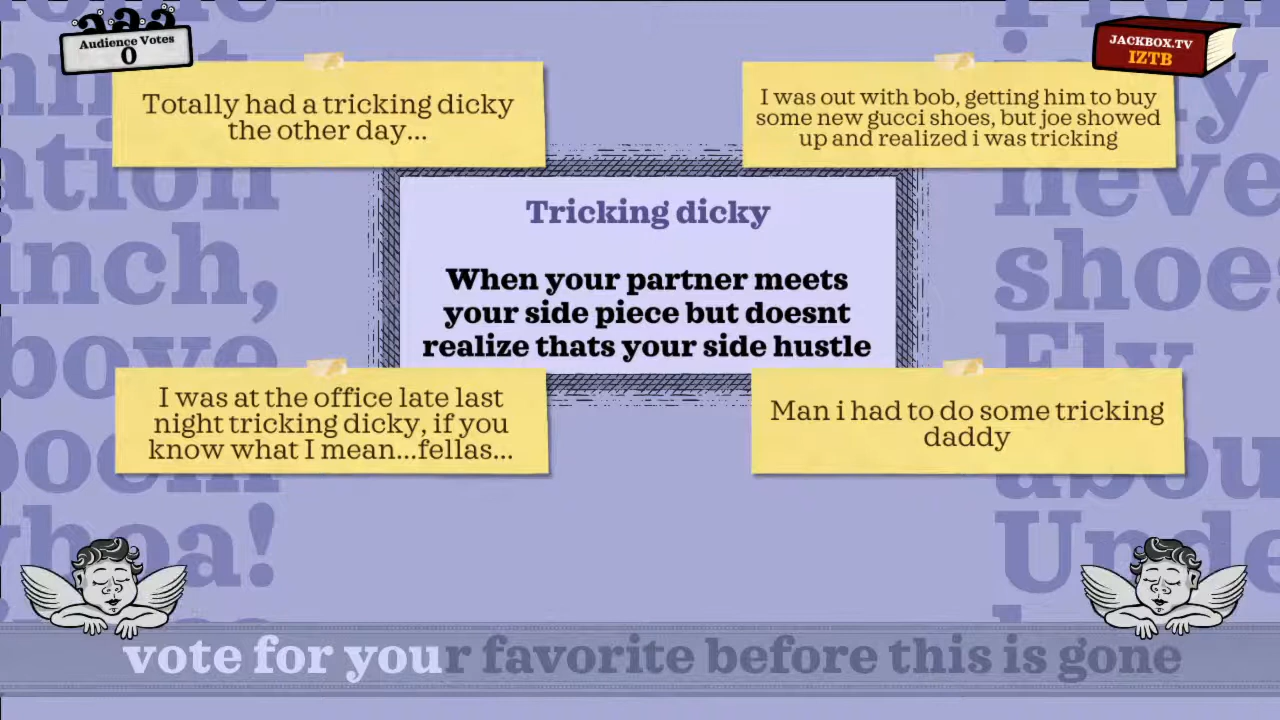 Audience Votes
0
JACKBOX.TV
IZTB
Totally had a tricking dicky
the other day...
I was out with bob, getting him to buy
some new gucci shoes, but joe showed
up and realized i was tricking
Tricking dicky
When your partner meets
your side piece but doesnt
realize thats your side hustle
I was at the office late last
night tricking dicky, if you
know what I mean...fellas...
Man i had to do some tricking
daddy
inch,
shoes
vote for your favorite before this is gone